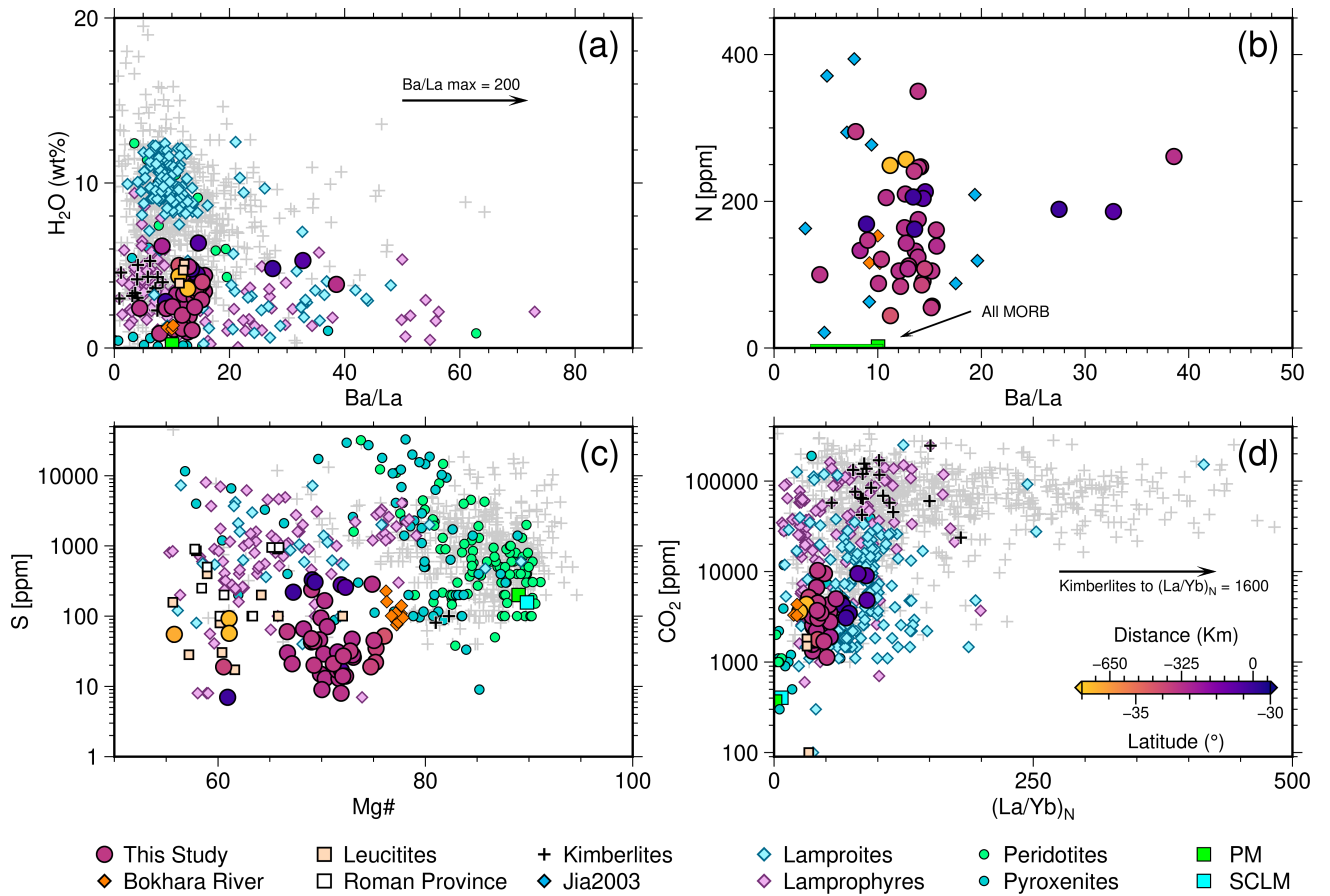 (a)
Ba/La max = 200
H₂O (wt%)
0
10
20
0
20
40
60
80
Ba/La
(b)
All MORB
N [ppm]
0
200
400
0
10
20
30
40
50
Ba/La
(c)
S [ppm]
1
10
100
1000
10000
60
80
100
Mg#
(d)
CO₂ [ppm]
100
1000
10000
100000
Kimberlites to (La/Yb)N = 1600
Distance (Km)
−650
−325
0
−35
−30
Latitude (°)
0
250
500
(La/Yb)N
This Study
Leucitites
Kimberlites
Lamproites
Peridotites
PM
Bokhara River
Roman Province
Jia2003
Lamprophyres
Pyroxenites
SCLM